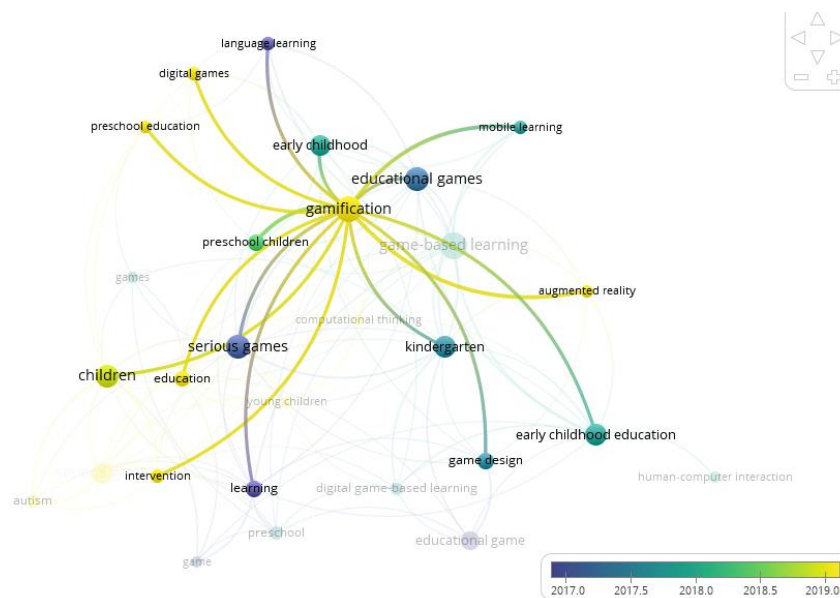 language learning
digital games
preschool education
mobile learning
early childhood
educational games
gamification
preschool children
game-based learning
games
augmented reality
computational thinking
serious games
kindergarten
children
education
young children
early childhood education
game design
intervention
human-computer interaction
learning
digital game-based learning
autism
preschool
educational game
game
2017.0 2017.5 2018.0 2018.5 2019.0